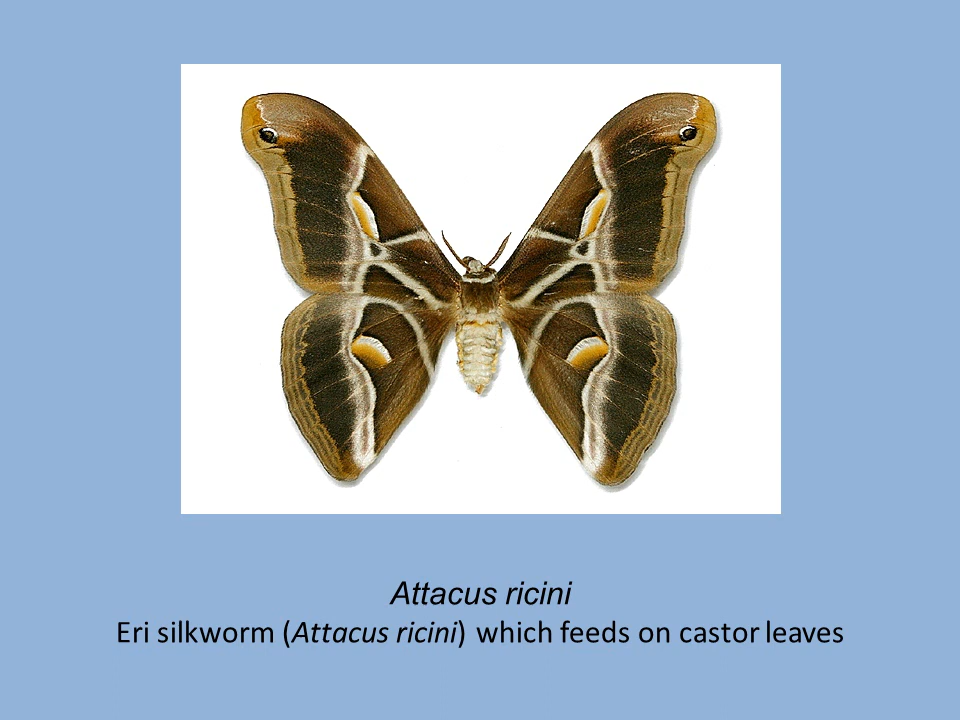 Attacus ricini
Eri silkworm (Attacus ricini) which feeds on castor leaves